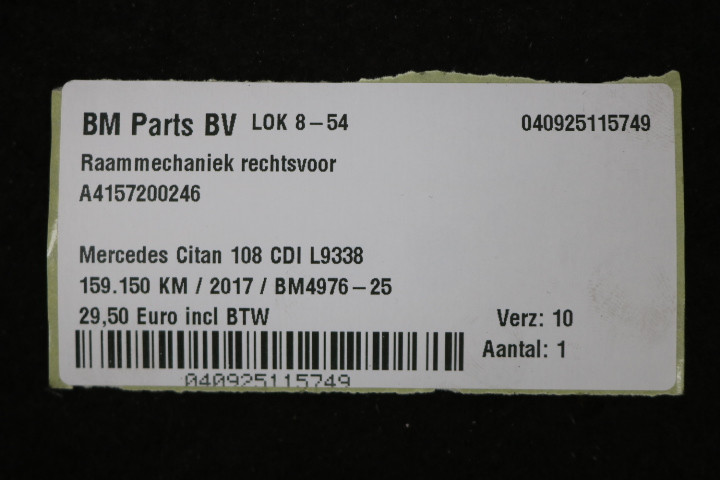 BM Parts BV LOK 8-54 040925115749
Raammechaniek rechtsvoor
A4157200246
Mercedes Citan 108 CDI L9338
159.150 KM / 2017 / BM4976-25
29,50 Euro incl BTW Verz: 10
Aantal: 1
040925115749